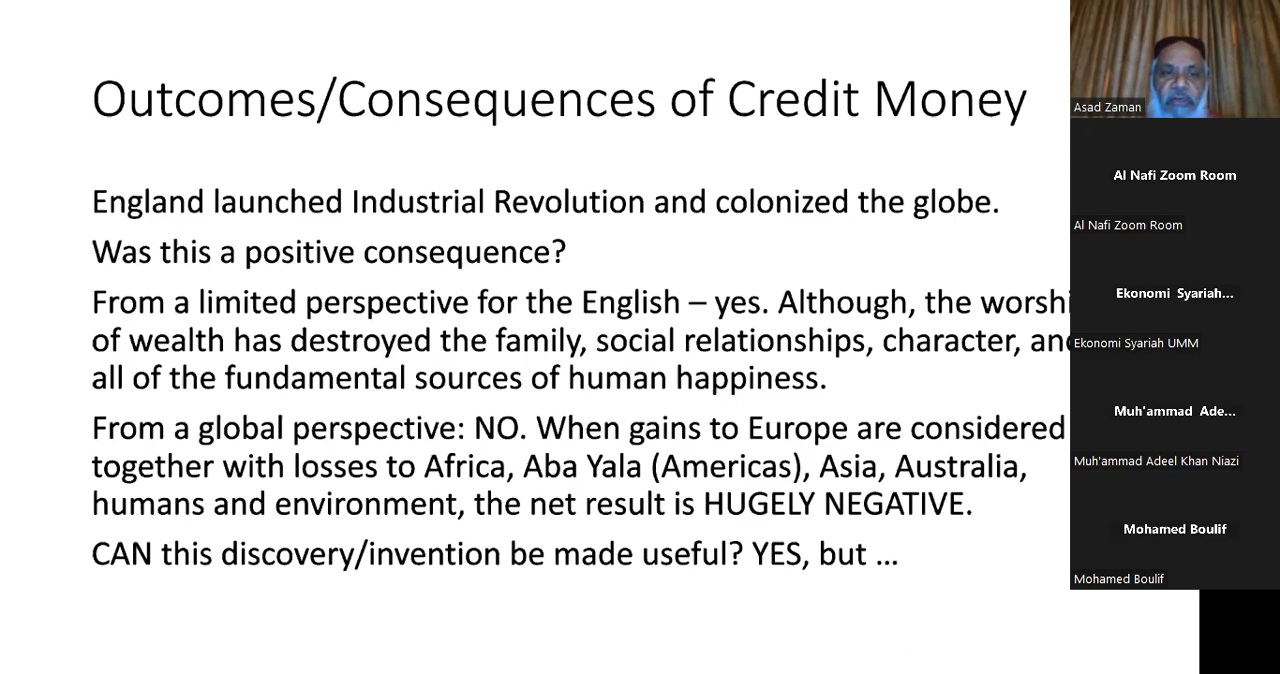 Outcomes/Consequences of Credit Money
England launched Industrial Revolution and colonized the globe.
Was this a positive consequence?
From a limited perspective for the English – yes. Although, the worshi
of wealth has destroyed the family, social relationships, character, an
all of the fundamental sources of human happiness.
From a global perspective: NO. When gains to Europe are considered
together with losses to Africa, Aba Yala (Americas), Asia, Australia,
humans and environment, the net result is HUGELY NEGATIVE.
CAN this discovery/invention be made useful? YES, but ...
Asad Zaman
Al Nafi Zoom Room
Al Nafi Zoom Room
Ekonomi Syariah...
Ekonomi Syariah UMM
Muh'ammad Ade...
Muh'ammad Adeel Khan Niazi
Mohamed Boulif
Mohamed Boulif